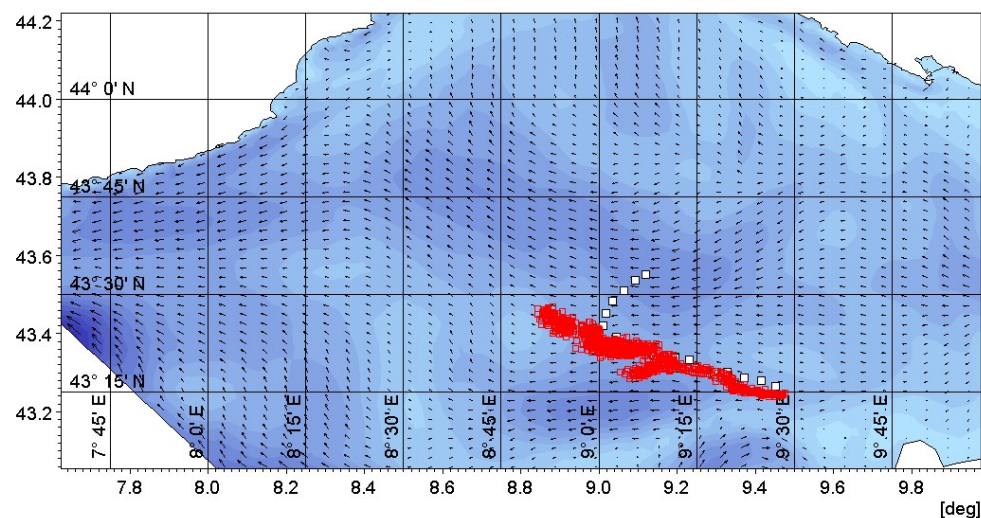 44.2
44.0
44° 0' N
43.8
43° 45' N
43.6
43° 30' N
43.4
43° 15' N
43.2
7° 45' E
8° 0' E
8° 15' E
8° 30' E
8° 45' E
9° 0' E
9° 15' E
9° 30' E
9° 45' E
7.8 8.0 8.2 8.4 8.6 8.8 9.0 9.2 9.4 9.6 9.8
[deg]